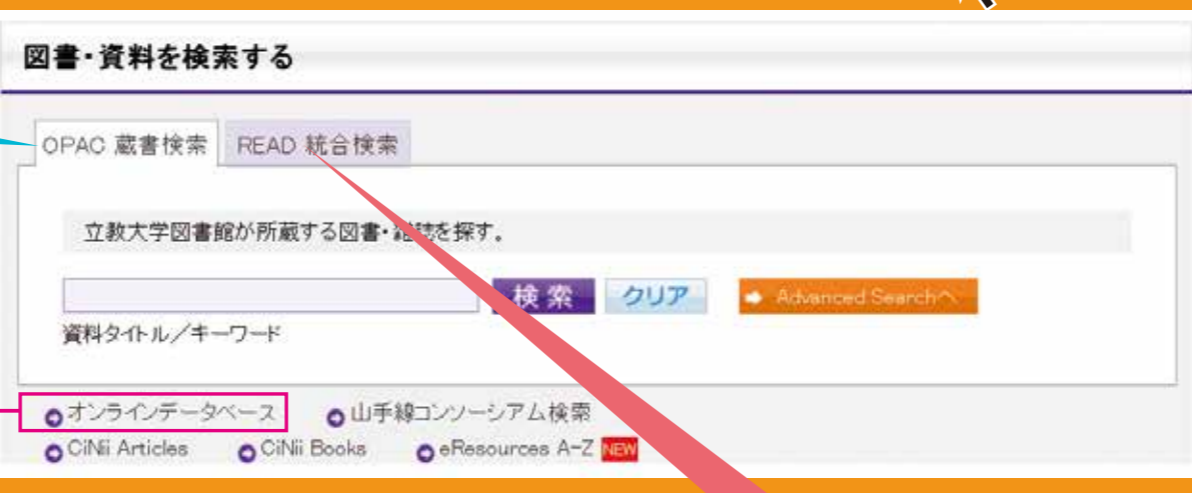 図書・資料を検索する
OPAC 蔵書検索 READ 統合検索
立教大学図書館が所蔵する図書・雑誌を探す。
検索 クリア Advanced Searchへ
資料タイトル／キーワード
オンラインデータベース 山手線コンソーシアム検索
CiNii Articles CiNii Books eResources A-Z NEW